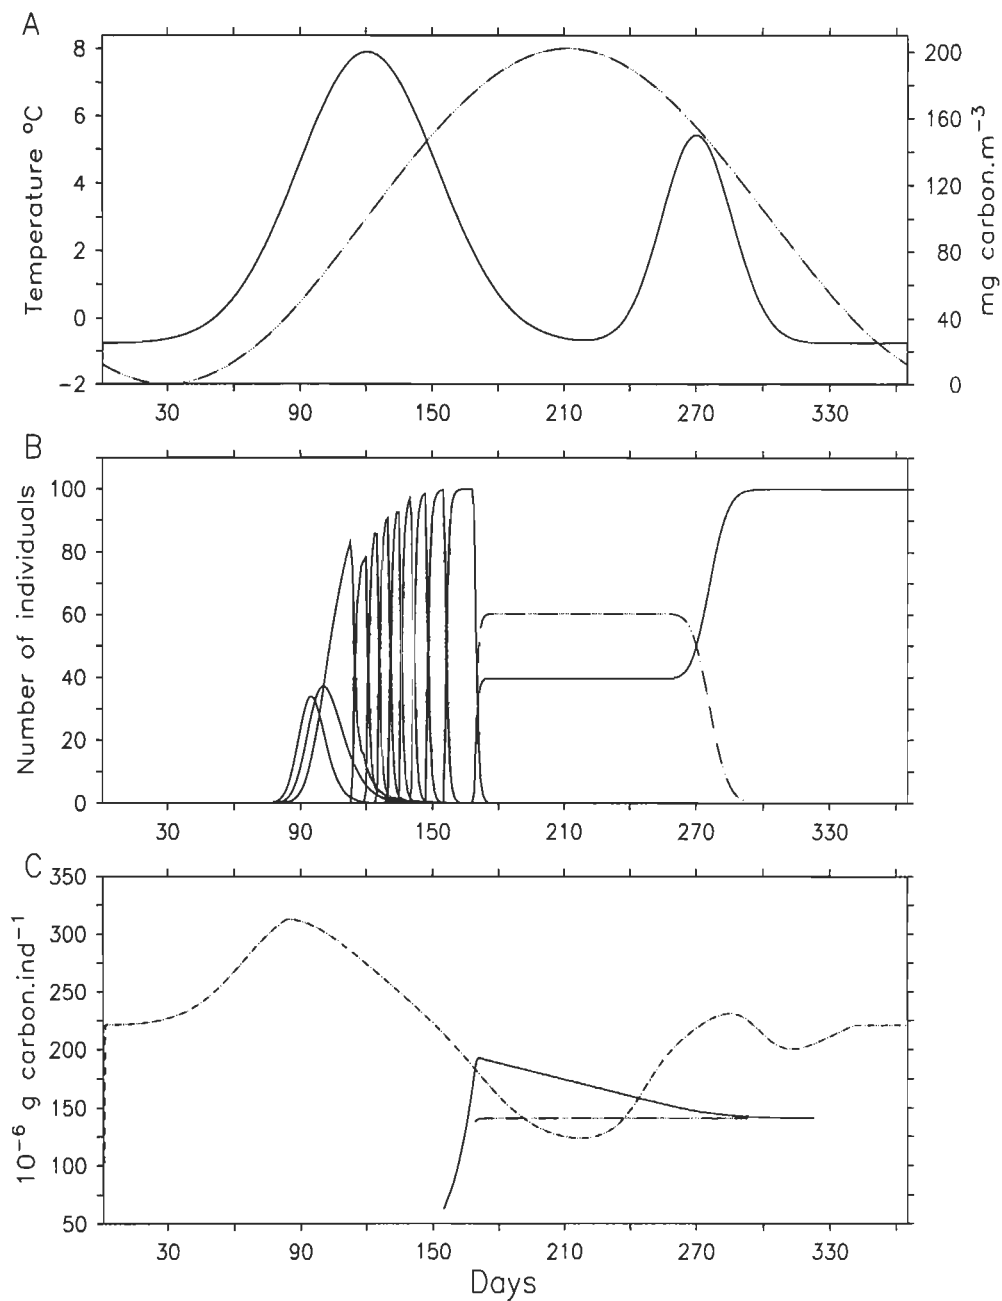 A
Temperature °C
8
6
4
2
0
−2
200
160
120
80
40
0
mg carbon.m⁻³
30 90 150 210 270 330
B
Number of individuals
100
80
60
40
20
0
30 90 150 210 270 330
C
10⁻⁶ g carbon.ind⁻¹
350
300
250
200
150
100
50
30 90 150 210 270 330
Days